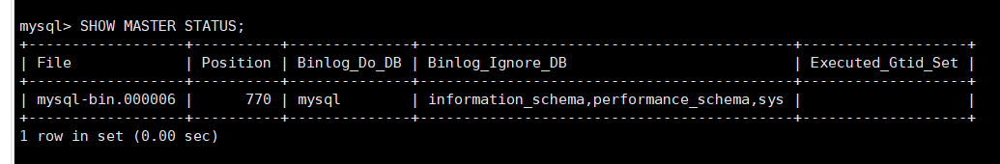 mysql> SHOW MASTER STATUS;
+------------------+----------+--------------+-------------------------------------------+-------------------+
| File             | Position | Binlog_Do_DB | Binlog_Ignore_DB                          | Executed_Gtid_Set |
+------------------+----------+--------------+-------------------------------------------+-------------------+
| mysql-bin.000006 |      770 | mysql        | information_schema,performance_schema,sys |                   |
+------------------+----------+--------------+-------------------------------------------+-------------------+
1 row in set (0.00 sec)